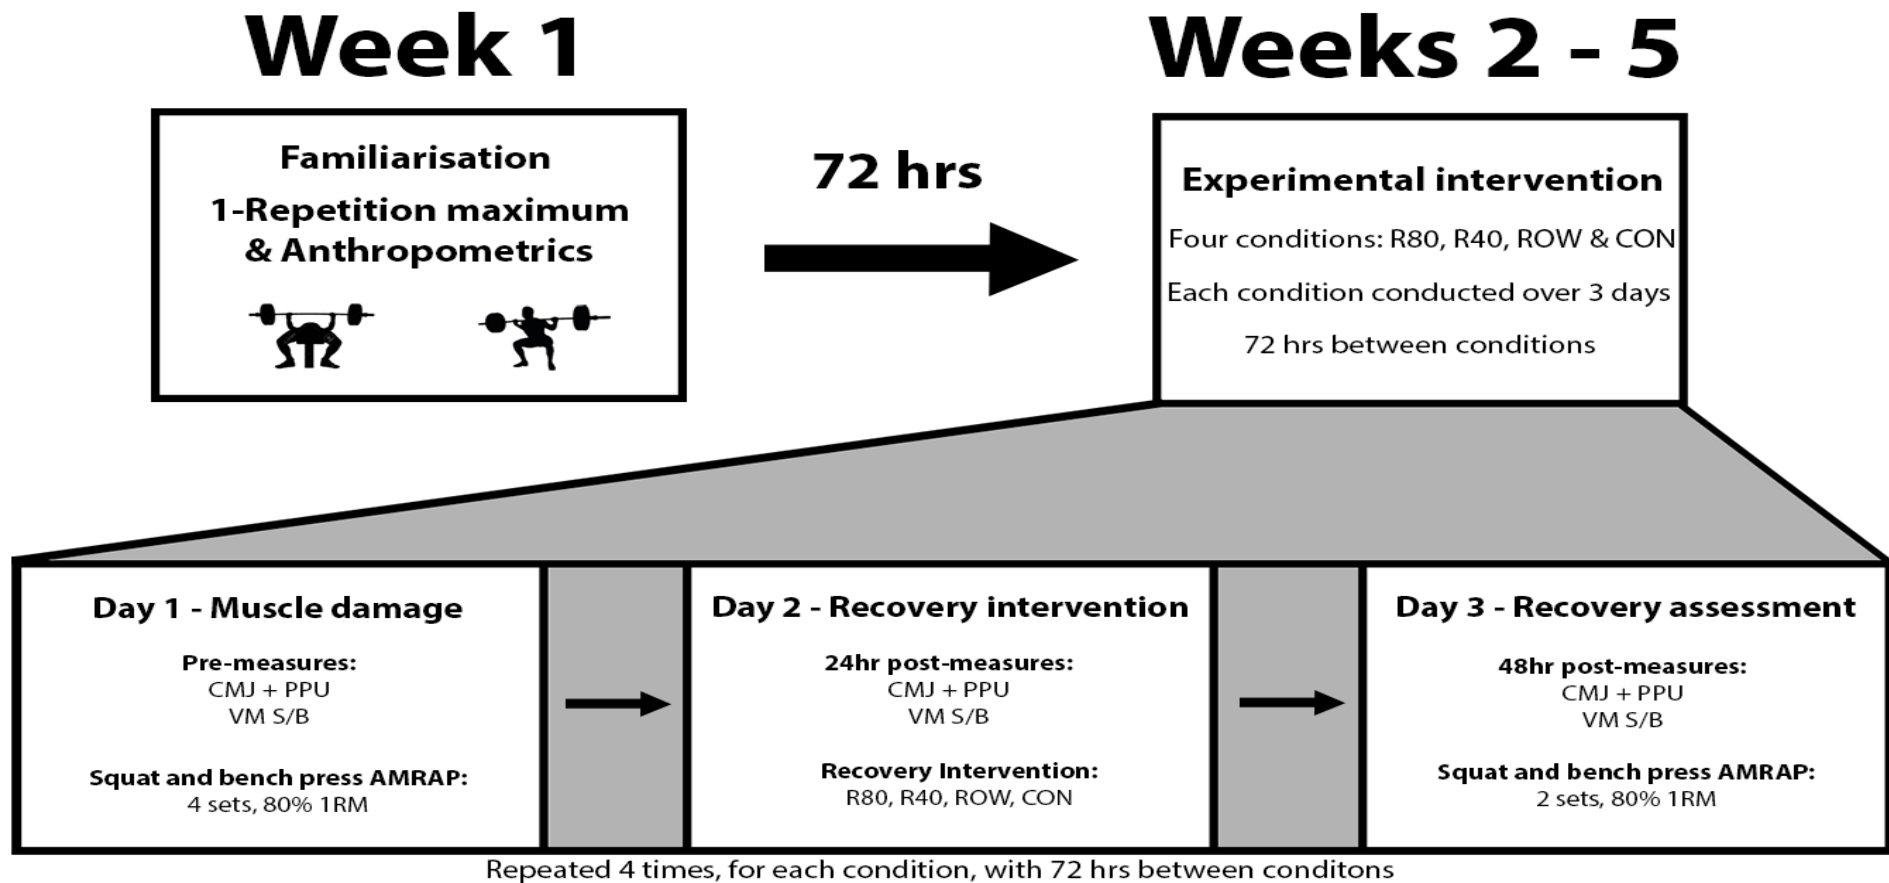 Week 1
Weeks 2 - 5
Familiarisation
1-Repetition maximum
& Anthropometrics
72 hrs
Experimental intervention
Four conditions: R80, R40, ROW & CON
Each condition conducted over 3 days
72 hrs between conditions
Day 1 - Muscle damage
Pre-measures:
CMJ + PPU
VM S/B
Squat and bench press AMRAP:
4 sets, 80% 1RM
Day 2 - Recovery intervention
24hr post-measures:
CMJ + PPU
VM S/B
Recovery Intervention:
R80, R40, ROW, CON
Day 3 - Recovery assessment
48hr post-measures:
CMJ + PPU
VM S/B
Squat and bench press AMRAP:
2 sets, 80% 1RM
Repeated 4 times, for each condition, with 72 hrs between conditons